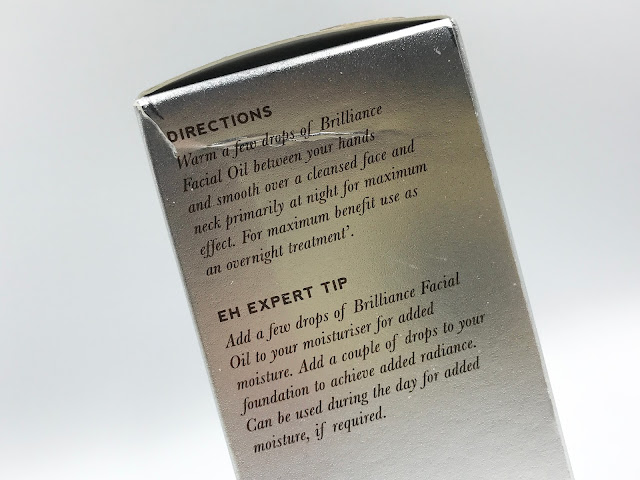 DIRECTIONS
Warm a few drops of Brilliance
Facial Oil between your hands
and smooth over a cleansed face and
neck primarily at night for maximum
effect. For maximum benefit use as
an overnight treatment'.
EH EXPERT TIP
Add a few drops of Brilliance Facial
Oil to your moisturiser for added
moisture. Add a couple of drops to your
foundation to achieve added radiance.
Can be used during the day for added
moisture, if required.